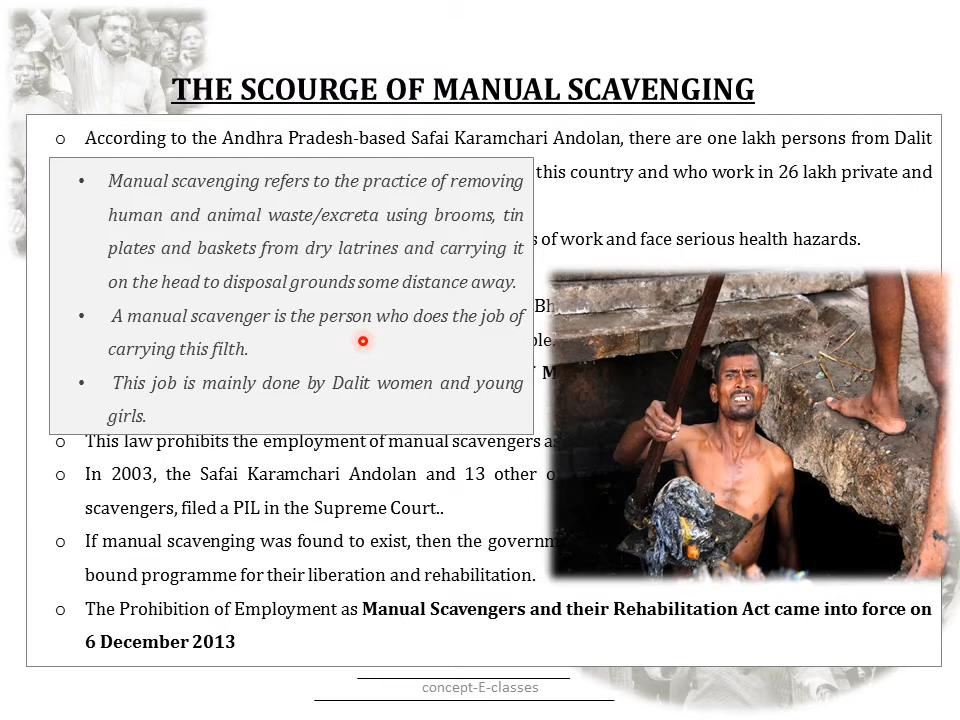 THE SCOURGE OF MANUAL SCAVENGING
o According to the Andhra Pradesh-based Safai Karamchari Andolan, there are one lakh persons from Dalit
this country and who work in 26 lakh private and
of work and face serious health hazards.
• Manual scavenging refers to the practice of removing
human and animal waste/excreta using brooms, tin
plates and baskets from dry latrines and carrying it
on the head to disposal grounds some distance away.
• A manual scavenger is the person who does the job of
carrying this filth.
• This job is mainly done by Dalit women and young
girls.
o This law prohibits the employment of manual scavengers as
o In 2003, the Safai Karamchari Andolan and 13 other
scavengers, filed a PIL in the Supreme Court..
o If manual scavenging was found to exist, then the
bound programme for their liberation and rehabilitation.
o The Prohibition of Employment as Manual Scavengers and their Rehabilitation Act came into force on
6 December 2013
concept-E-classes